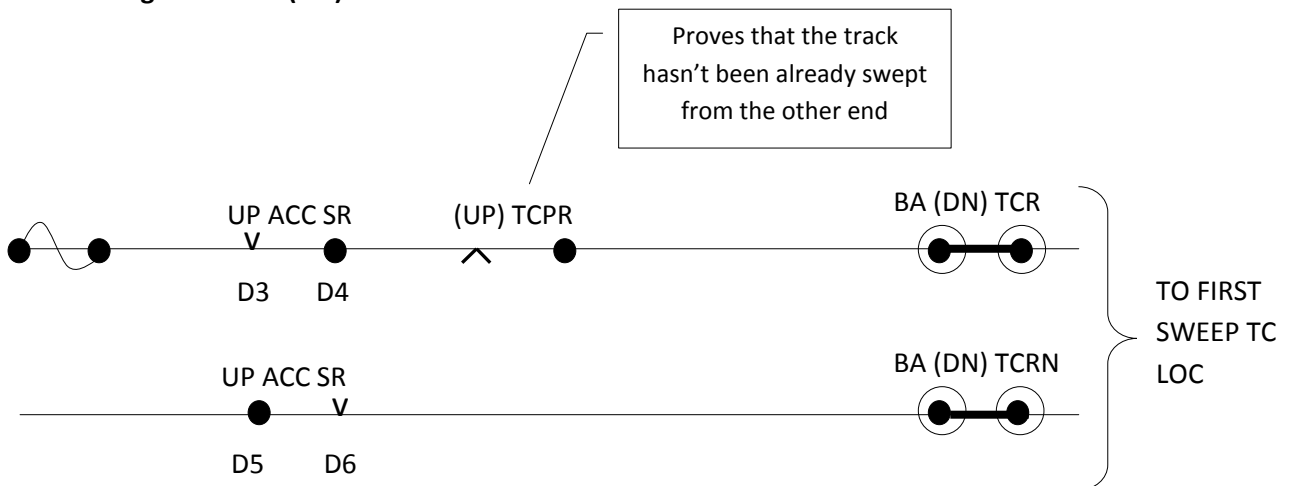 Proves that the track
hasn't been already swept
from the other end
UP ACC SR
(UP) TCPR
BA (DN) TCR
D3
D4
UP ACC SR
BA (DN) TCRN
D5
D6
TO FIRST
SWEEP TC
LOC